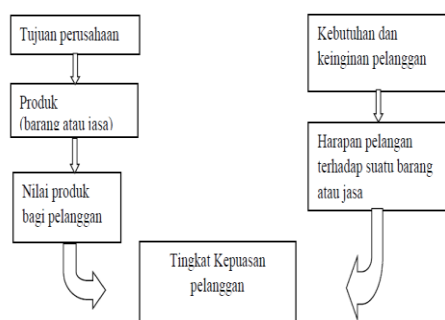 Tujuan perusahaan
Produk
(barang atau jasa)
Nilai produk
bagi pelanggan
Kebutuhan dan
keinginan pelanggan
Harapan pelangan
terhadap suatu barang
atau jasa
Tingkat Kepuasan
pelanggan